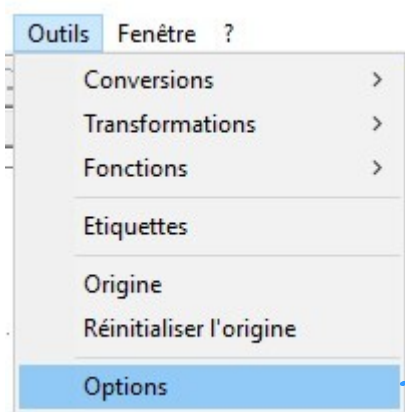 Outils Fenêtre ?
Conversions
Transformations
Fonctions
Etiquettes
Origine
Réinitialiser l'origine
Options